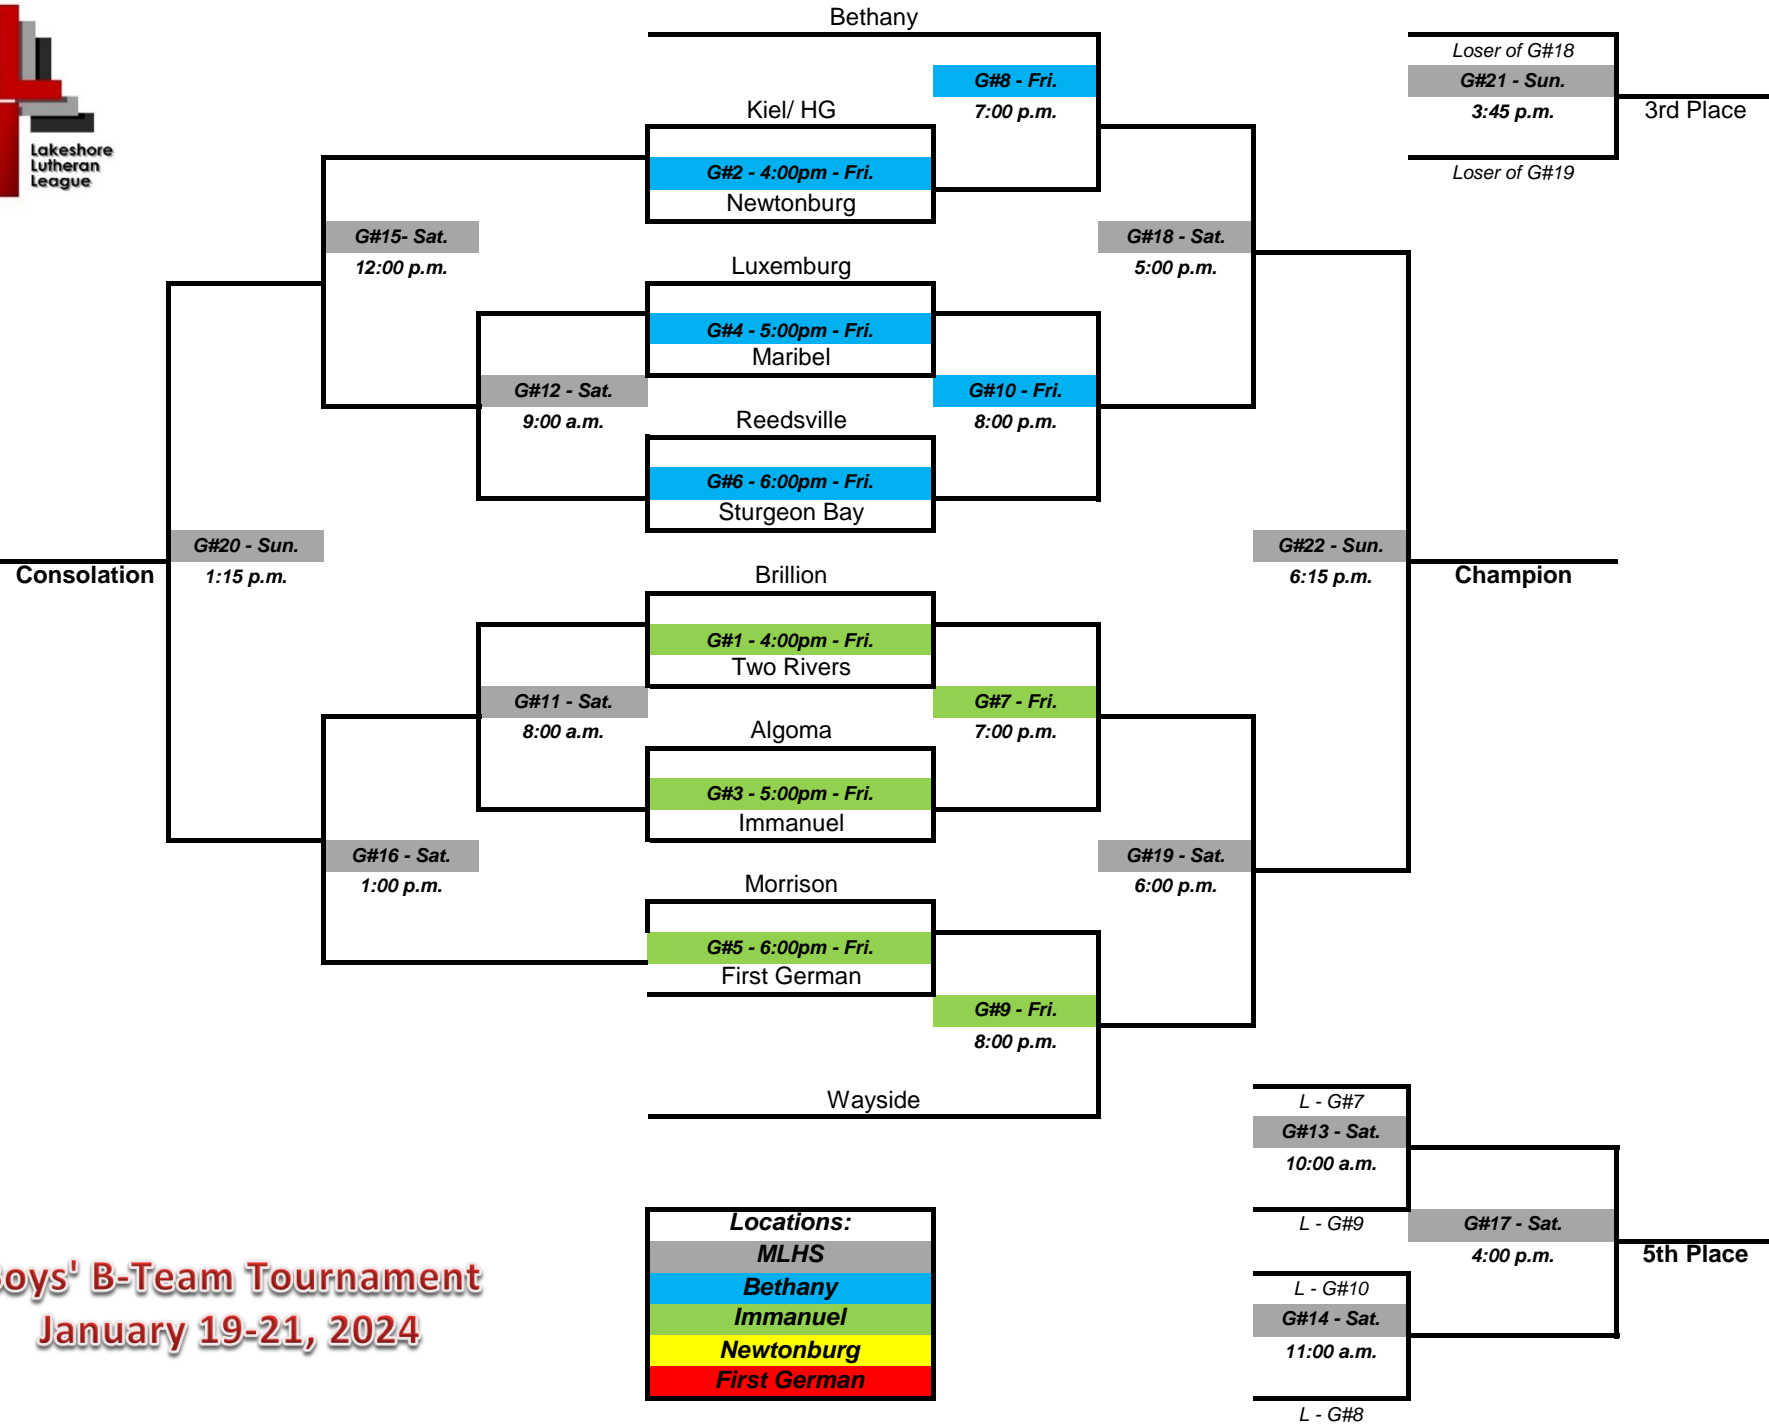 Bethany
Loser of G#18
G#8 - Fri.
G#21 - Sun.
Kiel/ HG
7:00 p.m.
3:45 p.m.
3rd Place
Lakeshore
Lutheran
League
G#2 - 4:00pm - Fri.
Loser of G#19
Newtonburg
G#15- Sat.
G#18 - Sat.
12:00 p.m.
Luxemburg
5:00 p.m.
G#4 - 5:00pm - Fri.
Maribel
G#12 - Sat.
G#10 - Fri.
9:00 a.m.
Reedsville
8:00 p.m.
G#6 - 6:00pm - Fri.
Sturgeon Bay
G#20 - Sun.
G#22 - Sun.
Consolation
1:15 p.m.
Brillion
6:15 p.m.
Champion
G#1 - 4:00pm - Fri.
Two Rivers
G#11 - Sat.
G#7 - Fri.
8:00 a.m.
Algoma
7:00 p.m.
G#3 - 5:00pm - Fri.
Immanuel
G#16 - Sat.
G#19 - Sat.
1:00 p.m.
Morrison
6:00 p.m.
G#5 - 6:00pm - Fri.
First German
G#9 - Fri.
8:00 p.m.
Wayside
L - G#7
G#13 - Sat.
10:00 a.m.
L - G#9
G#17 - Sat.
4:00 p.m.
5th Place
L - G#10
G#14 - Sat.
11:00 a.m.
L - G#8
Locations:
MLHS
Bethany
Immanuel
Newtonburg
First German
oys' B-Team Tournament
January 19-21, 2024